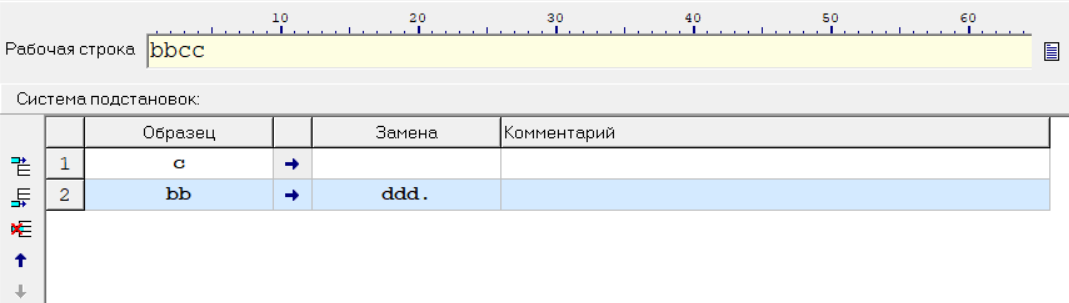 10 20 30 40 50 60
Рабочая строка bbcc
Система подстановок:
Образец Замена Комментарий
1 c ➔
2 bb ➔ ddd.